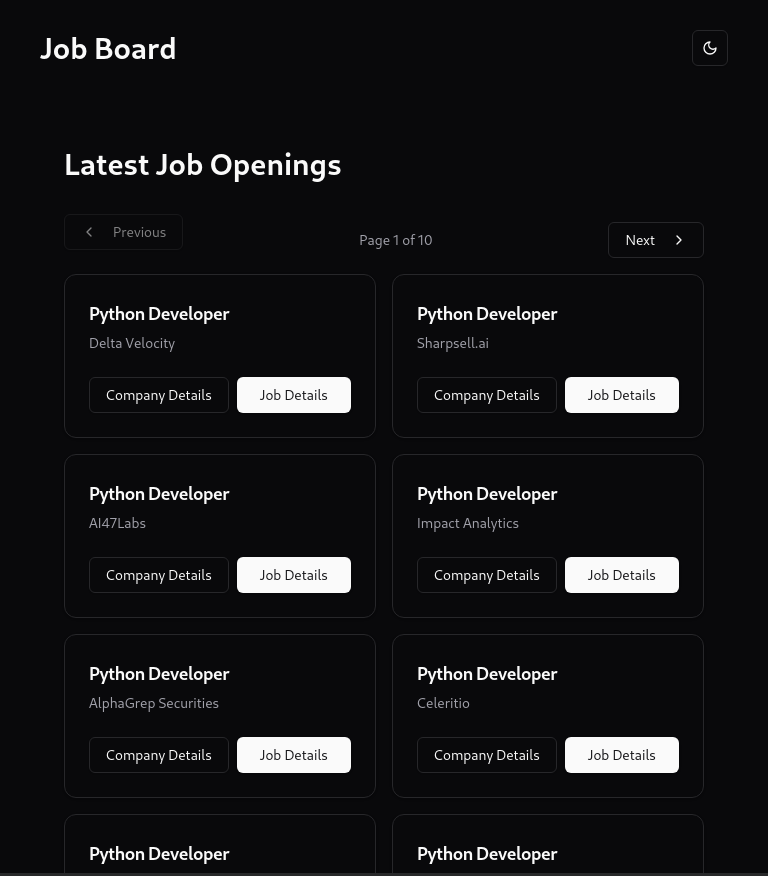 Job Board
Latest Job Openings
Previous
Page 1 of 10
Next
Python Developer
Delta Velocity
Company Details
Job Details
Python Developer
Sharpsell.ai
Company Details
Job Details
Python Developer
AI47Labs
Company Details
Job Details
Python Developer
Impact Analytics
Company Details
Job Details
Python Developer
AlphaGrep Securities
Company Details
Job Details
Python Developer
Celeritio
Company Details
Job Details
Python Developer
Python Developer